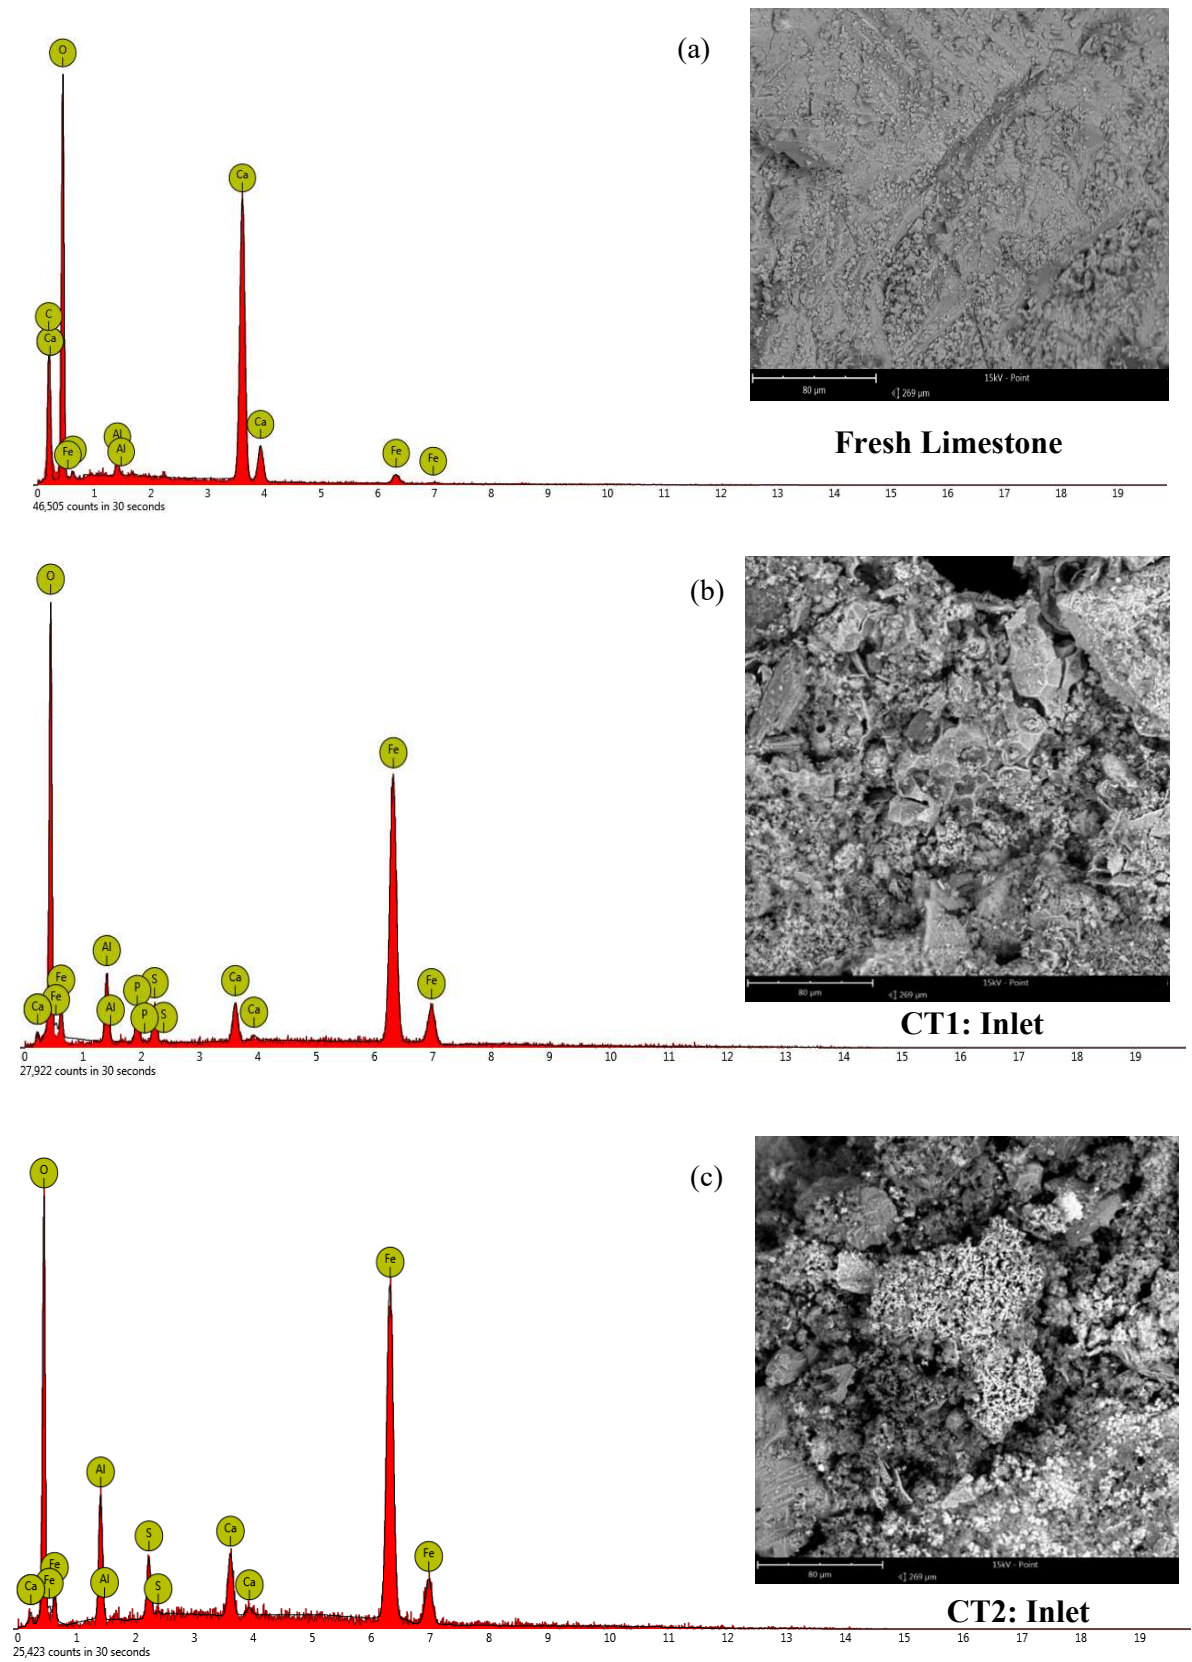 (a)
O
Ca
C
Ca
Ca
Al
Al
Fe
Fe
Fe
0 1 2 3 4 5 6 7 8 9 10 11 12 13 14 15 16 17 18 19
46,505 counts in 30 seconds
15kV - Point
80 µm
269 µm
Fresh Limestone
(b)
O
Fe
Al
Fe
P
S
Ca
Fe
Ca
Fe
Al
P
S
Ca
0 1 2 3 4 5 6 7 8 9 10 11 12 13 14 15 16 17 18 19
27,922 counts in 30 seconds
15kV - Point
80 µm
269 µm
CT1: Inlet
(c)
O
Fe
Al
S
Ca
Fe
Fe
Ca
Fe
Al
S
Ca
0 1 2 3 4 5 6 7 8 9 10 11 12 13 14 15 16 17 18 19
25,423 counts in 30 seconds
15kV - Point
80 µm
269 µm
CT2: Inlet